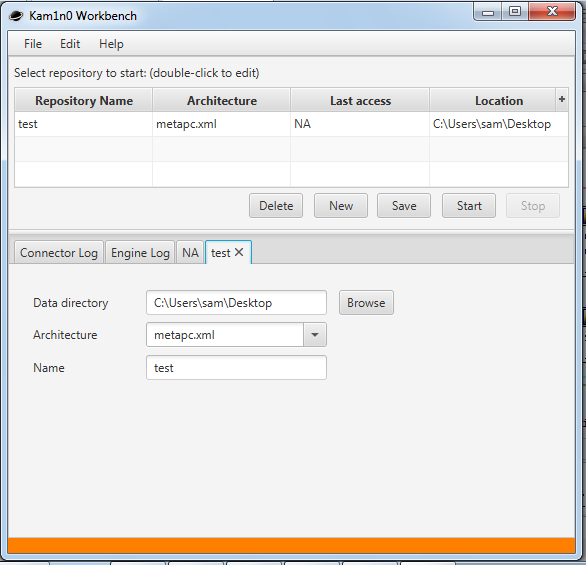 Kam1n0 Workbench
File Edit Help
Select repository to start: (double-click to edit)
Repository Name Architecture Last access Location +
test metapc.xml NA C:\Users\sam\Desktop
Delete New Save Start Stop
Connector Log Engine Log NA test
Data directory C:\Users\sam\Desktop Browse
Architecture metapc.xml
Name test